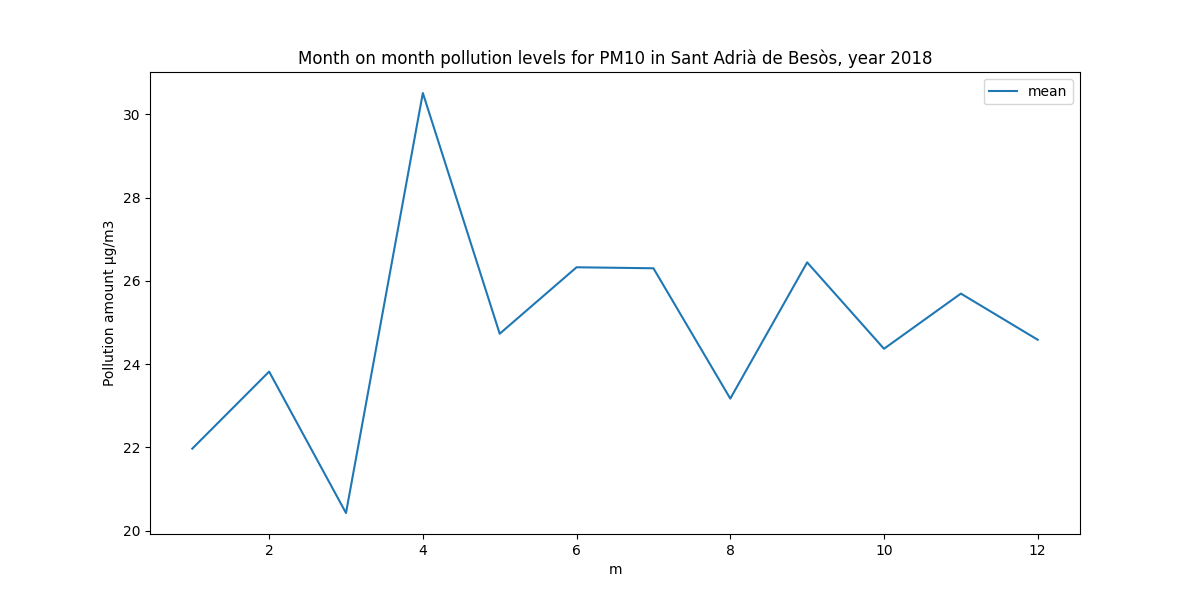 Month on month pollution levels for PM10 in Sant Adrià de Besòs, year 2018
mean
Pollution amount µg/m3
30
28
26
24
22
20
2 4 6 8 10 12
m